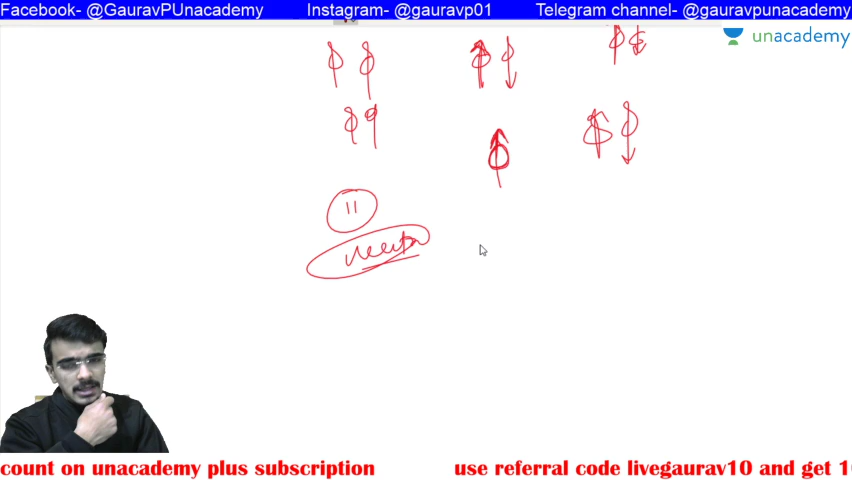 Facebook- @GauravPUnacademy Instagram- @gauravp01 Telegram channel- @gauravpunacademy
unacademy
11
count on unacademy plus subscription use referral code livegaurav10 and get 1